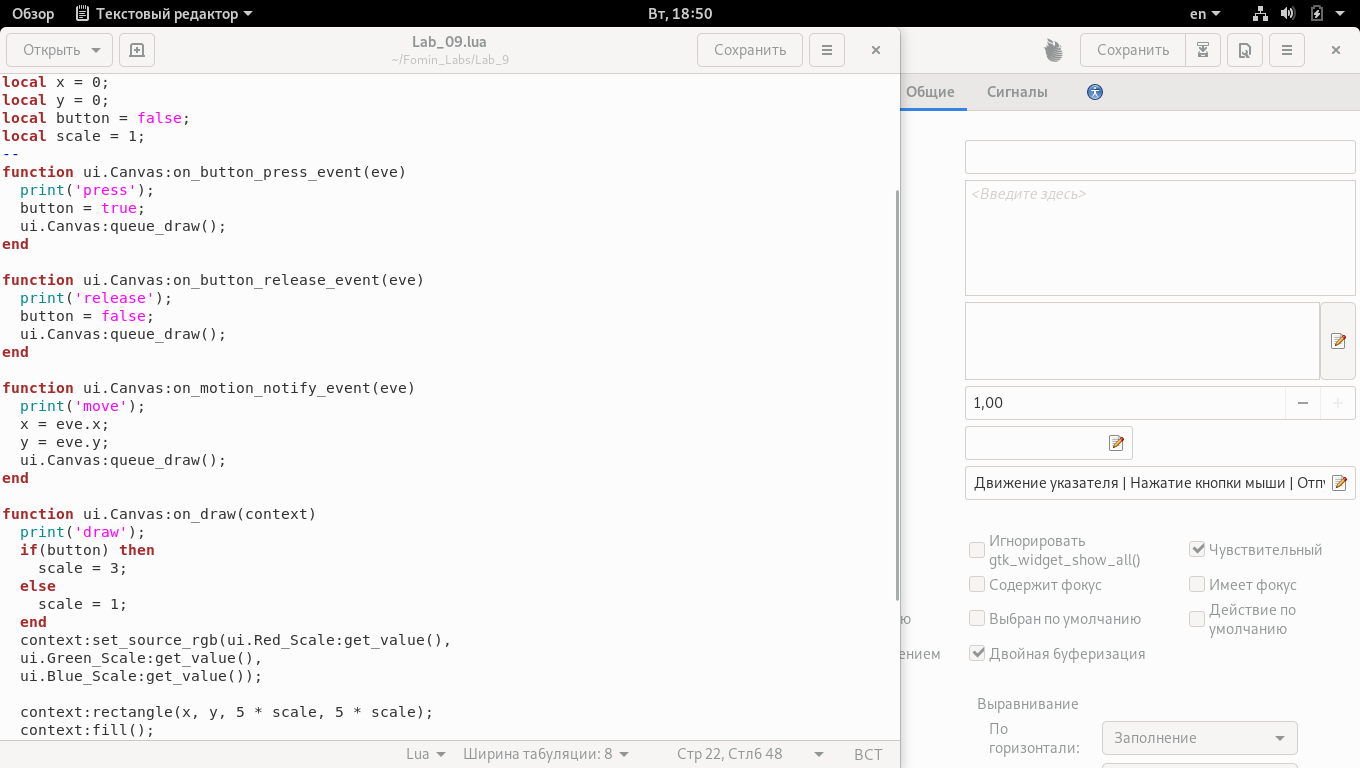 Обзор Текстовый редактор Вт, 18:50 en
Открыть Lab_09.lua Сохранить
~/Fomin_Labs/Lab_9
local x = 0;
local y = 0;
local button = false;
local scale = 1;
--
function ui.Canvas:on_button_press_event(eve)
  print('press');
  button = true;
  ui.Canvas:queue_draw();
end

function ui.Canvas:on_button_release_event(eve)
  print('release');
  button = false;
  ui.Canvas:queue_draw();
end

function ui.Canvas:on_motion_notify_event(eve)
  print('move');
  x = eve.x;
  y = eve.y;
  ui.Canvas:queue_draw();
end

function ui.Canvas:on_draw(context)
  print('draw');
  if(button) then
    scale = 3;
  else
    scale = 1;
  end
  context:set_source_rgb(ui.Red_Scale:get_value(),
  ui.Green_Scale:get_value(),
  ui.Blue_Scale:get_value());

  context:rectangle(x, y, 5 * scale, 5 * scale);
  context:fill();
Lua Ширина табуляции: 8 Стр 22, Стлб 48 ВСТ
Сохранить
Общие Сигналы
<Введите здесь>
1,00
Движение указателя | Нажатие кнопки мыши | Отпу
Игнорировать
gtk_widget_show_all()
Чувствительный
Содержит фокус
Имеет фокус
ю
Выбран по умолчанию
Действие по
умолчанию
ением
Двойная буферизация
Выравнивание
По
горизонтали:
Заполнение